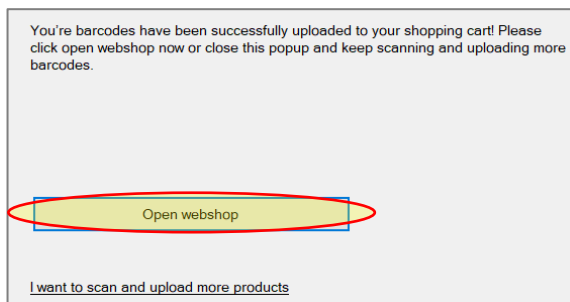 You're barcodes have been successfully uploaded to your shopping cart! Please
click open webshop now or close this popup and keep scanning and uploading more
barcodes.
Open webshop
I want to scan and upload more products